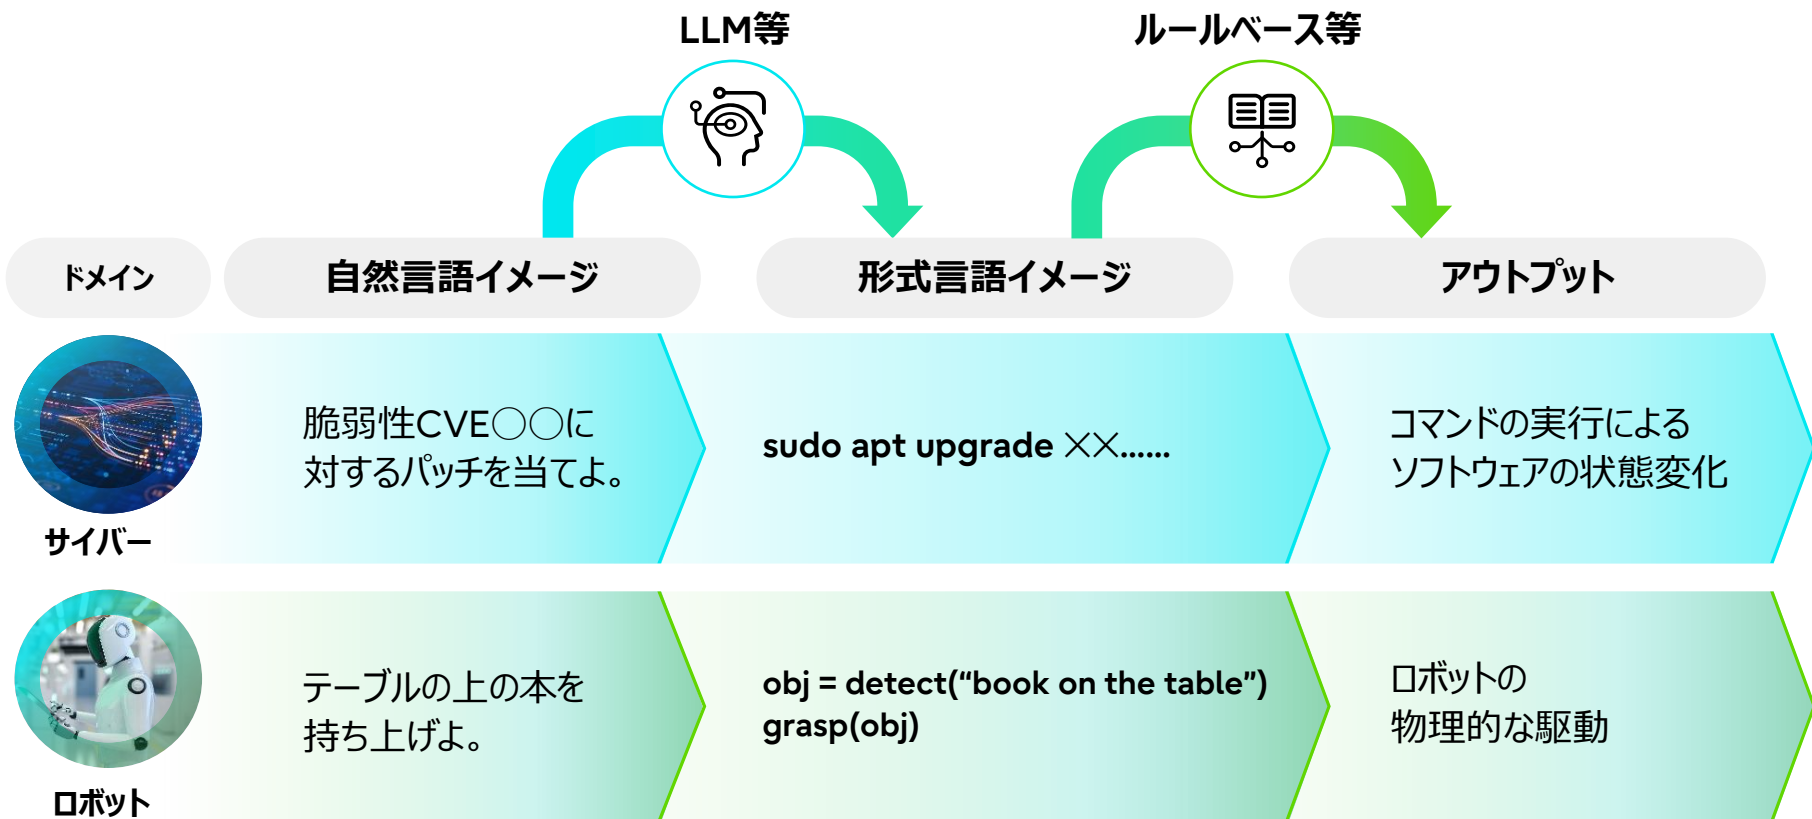 LLM等
ルールベース等
ドメイン
自然言語イメージ
形式言語イメージ
アウトプット
サイバー
脆弱性CVE○○に
対するパッチを当てよ。
sudo apt upgrade ××......
コマンドの実行による
ソフトウェアの状態変化
ロボット
テーブルの上の本を
持ち上げよ。
obj = detect(“book on the table”)
grasp(obj)
ロボットの
物理的な駆動